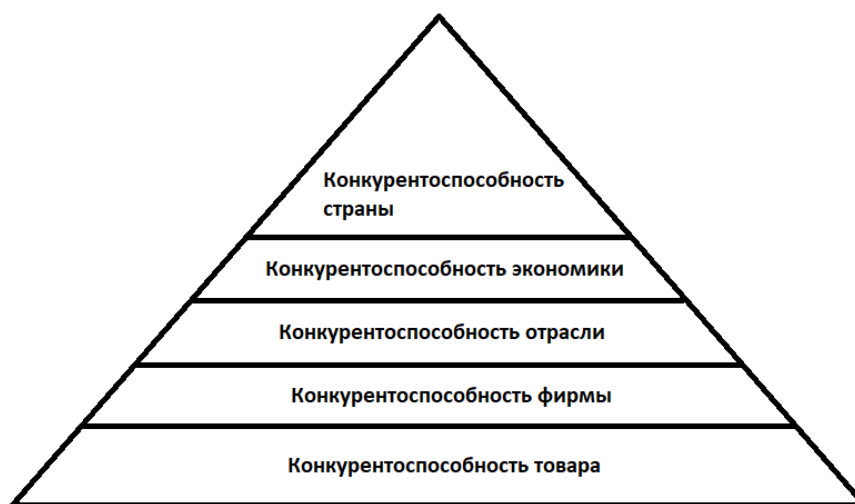 Конкурентоспособность
страны
Конкурентоспособность экономики
Конкурентоспособность отрасли
Конкурентоспособность фирмы
Конкурентоспособность товара